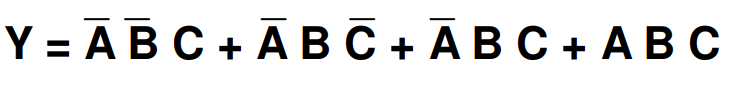 Y = A̅ B̅ C + A̅ B C̅ + A̅ B C + A B C